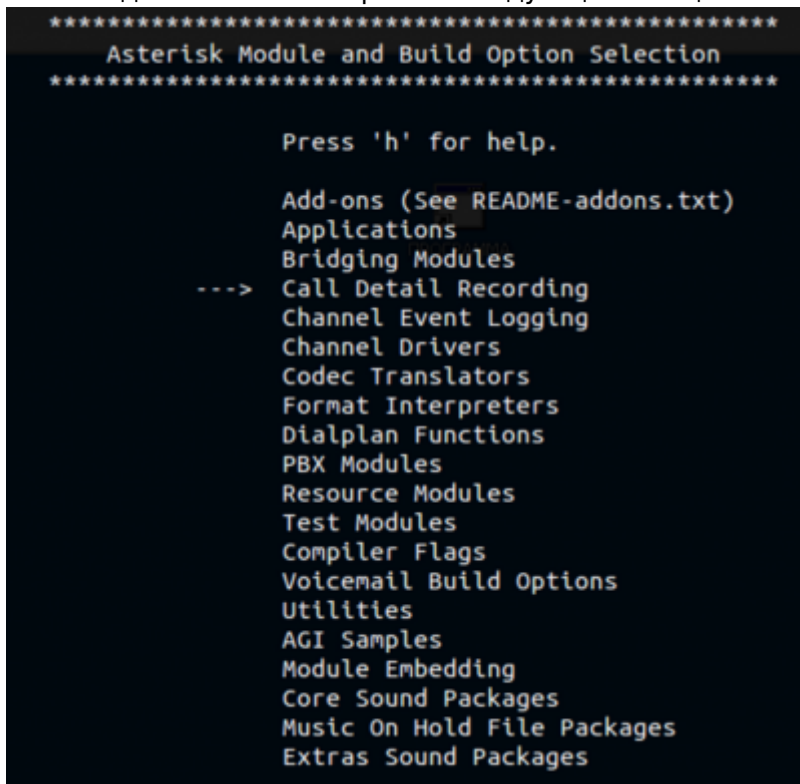 **************************************************
Asterisk Module and Build Option Selection
**************************************************
Press 'h' for help.
Add-ons (See README-addons.txt)
Applications
Bridging Modules
---> Call Detail Recording
Channel Event Logging
Channel Drivers
Codec Translators
Format Interpreters
Dialplan Functions
PBX Modules
Resource Modules
Test Modules
Compiler Flags
Voicemail Build Options
Utilities
AGI Samples
Module Embedding
Core Sound Packages
Music On Hold File Packages
Extras Sound Packages